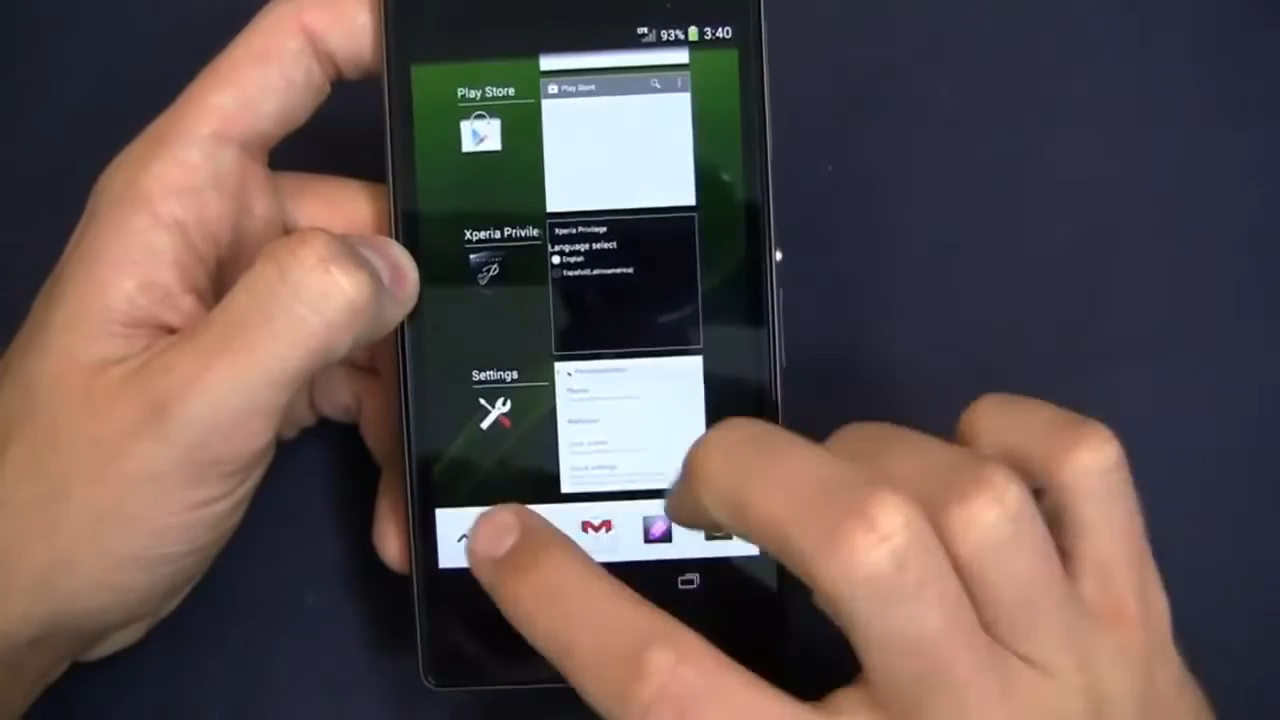 LTE 93% 3:40
Play Store
Play Store
Xperia Privile
Xperia Privilege
Language select
English
Español(Latinoamérica)
Settings